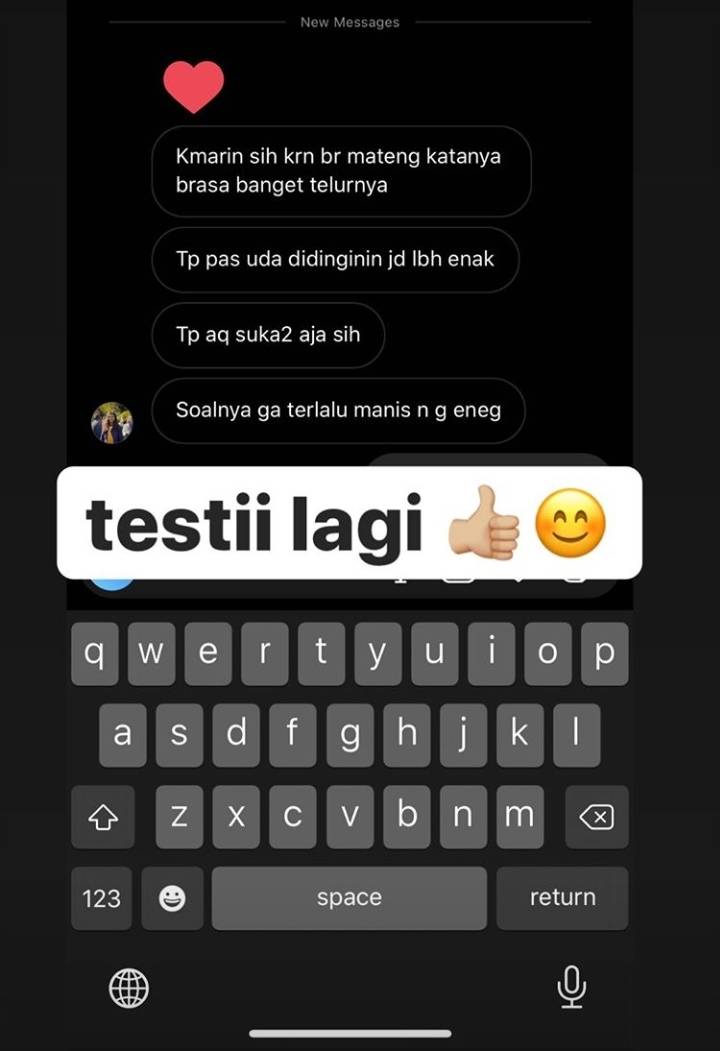 New Messages
❤️
Kmarin sih krn br mateng katanya
brasa banget telurnya
Tp pas uda didinginin jd lbh enak
Tp aq suka2 aja sih
Soalnya ga terlalu manis n g eneg
testii lagi 👍🏼😊
q w e r t y u i o p
a s d f g h j k l
z x c v b n m
123 space return